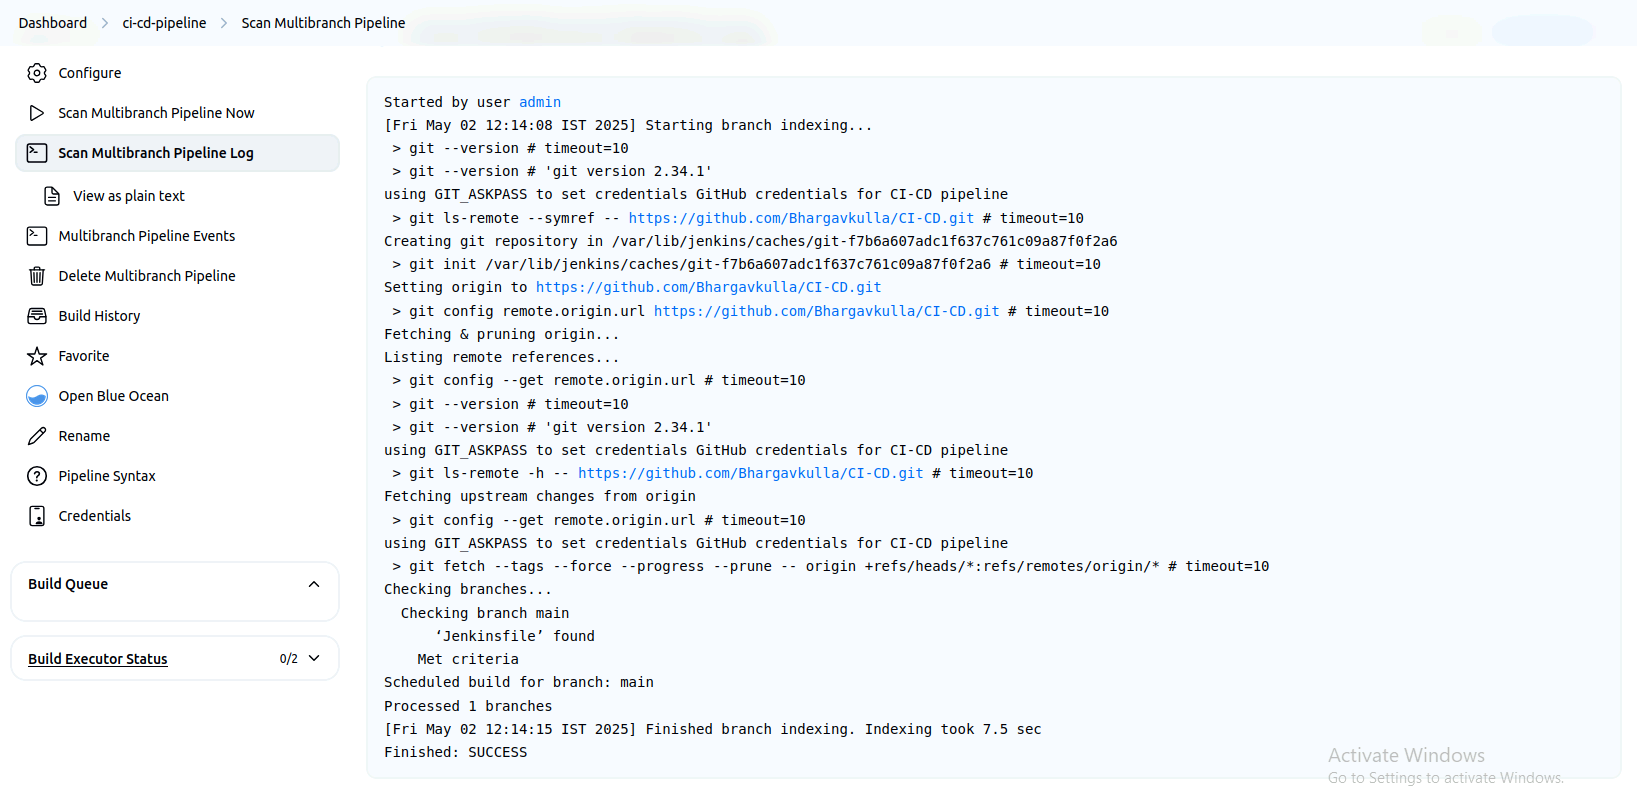 Dashboard > ci-cd-pipeline > Scan Multibranch Pipeline
Configure
Scan Multibranch Pipeline Now
Scan Multibranch Pipeline Log
View as plain text
Multibranch Pipeline Events
Delete Multibranch Pipeline
Build History
Favorite
Open Blue Ocean
Rename
Pipeline Syntax
Credentials
Build Queue
Build Executor Status 0/2
Started by user admin
[Fri May 02 12:14:08 IST 2025] Starting branch indexing...
 > git --version # timeout=10
 > git --version # 'git version 2.34.1'
using GIT_ASKPASS to set credentials GitHub credentials for CI-CD pipeline
 > git ls-remote --symref -- https://github.com/Bhargavkulla/CI-CD.git # timeout=10
Creating git repository in /var/lib/jenkins/caches/git-f7b6a607adc1f637c761c09a87f0f2a6
 > git init /var/lib/jenkins/caches/git-f7b6a607adc1f637c761c09a87f0f2a6 # timeout=10
Setting origin to https://github.com/Bhargavkulla/CI-CD.git
 > git config remote.origin.url https://github.com/Bhargavkulla/CI-CD.git # timeout=10
Fetching & pruning origin...
Listing remote references...
 > git config --get remote.origin.url # timeout=10
 > git --version # timeout=10
 > git --version # 'git version 2.34.1'
using GIT_ASKPASS to set credentials GitHub credentials for CI-CD pipeline
 > git ls-remote -h -- https://github.com/Bhargavkulla/CI-CD.git # timeout=10
Fetching upstream changes from origin
 > git config --get remote.origin.url # timeout=10
using GIT_ASKPASS to set credentials GitHub credentials for CI-CD pipeline
 > git fetch --tags --force --progress --prune -- origin +refs/heads/*:refs/remotes/origin/* # timeout=10
Checking branches...
  Checking branch main
      ‘Jenkinsfile’ found
    Met criteria
Scheduled build for branch: main
Processed 1 branches
[Fri May 02 12:14:15 IST 2025] Finished branch indexing. Indexing took 7.5 sec
Finished: SUCCESS
Activate Windows
Go to Settings to activate Windows.